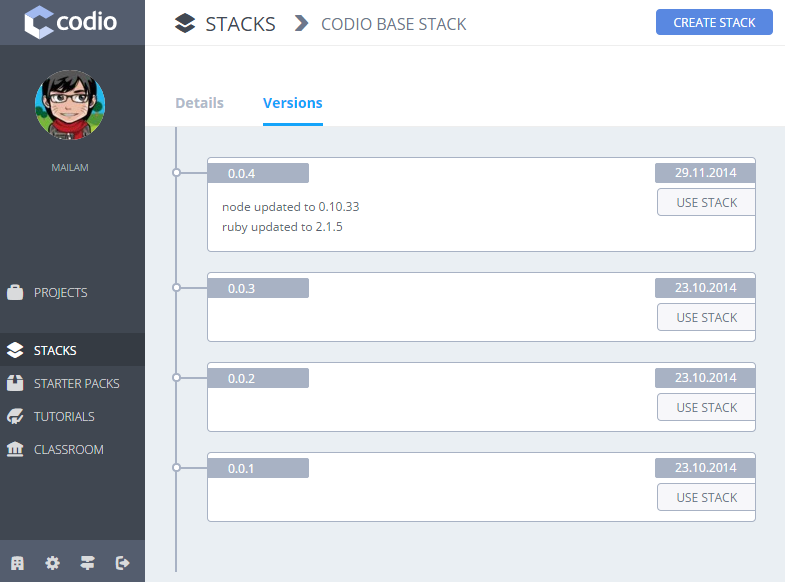 codio
STACKS
CODIO BASE STACK
CREATE STACK
MAILAM
Details
Versions
0.0.4
29.11.2014
USE STACK
node updated to 0.10.33
ruby updated to 2.1.5
0.0.3
23.10.2014
USE STACK
0.0.2
23.10.2014
USE STACK
0.0.1
23.10.2014
USE STACK
PROJECTS
STACKS
STARTER PACKS
TUTORIALS
CLASSROOM